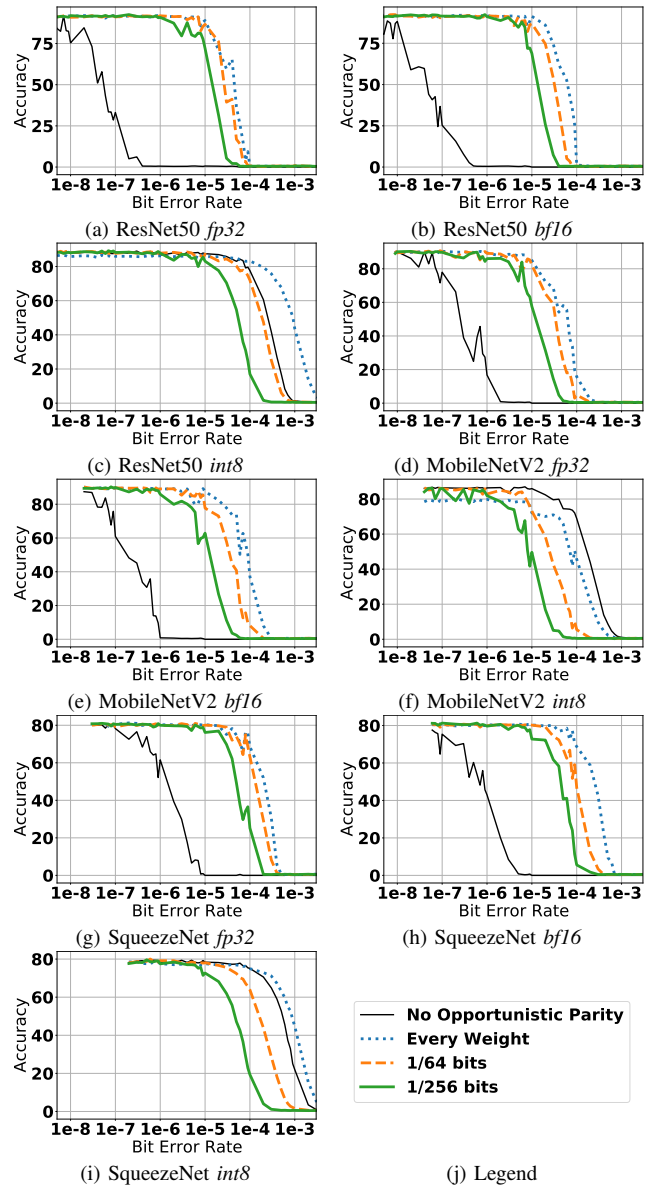 75
50
25
0
Accuracy
1e-8 1e-7 1e-6 1e-5 1e-4 1e-3
Bit Error Rate
(a) ResNet50 fp32
75
50
25
0
Accuracy
1e-8 1e-7 1e-6 1e-5 1e-4 1e-3
Bit Error Rate
(b) ResNet50 bf16
80
60
40
20
0
Accuracy
1e-8 1e-7 1e-6 1e-5 1e-4 1e-3
Bit Error Rate
(c) ResNet50 int8
80
60
40
20
0
Accuracy
1e-8 1e-7 1e-6 1e-5 1e-4 1e-3
Bit Error Rate
(d) MobileNetV2 fp32
80
60
40
20
0
Accuracy
1e-8 1e-7 1e-6 1e-5 1e-4 1e-3
Bit Error Rate
(e) MobileNetV2 bf16
80
60
40
20
0
Accuracy
1e-8 1e-7 1e-6 1e-5 1e-4 1e-3
Bit Error Rate
(f) MobileNetV2 int8
80
60
40
20
0
Accuracy
1e-8 1e-7 1e-6 1e-5 1e-4 1e-3
Bit Error Rate
(g) SqueezeNet fp32
80
60
40
20
0
Accuracy
1e-8 1e-7 1e-6 1e-5 1e-4 1e-3
Bit Error Rate
(h) SqueezeNet bf16
80
60
40
20
0
Accuracy
1e-8 1e-7 1e-6 1e-5 1e-4 1e-3
Bit Error Rate
(i) SqueezeNet int8
No Opportunistic Parity
Every Weight
1/64 bits
1/256 bits
(j) Legend